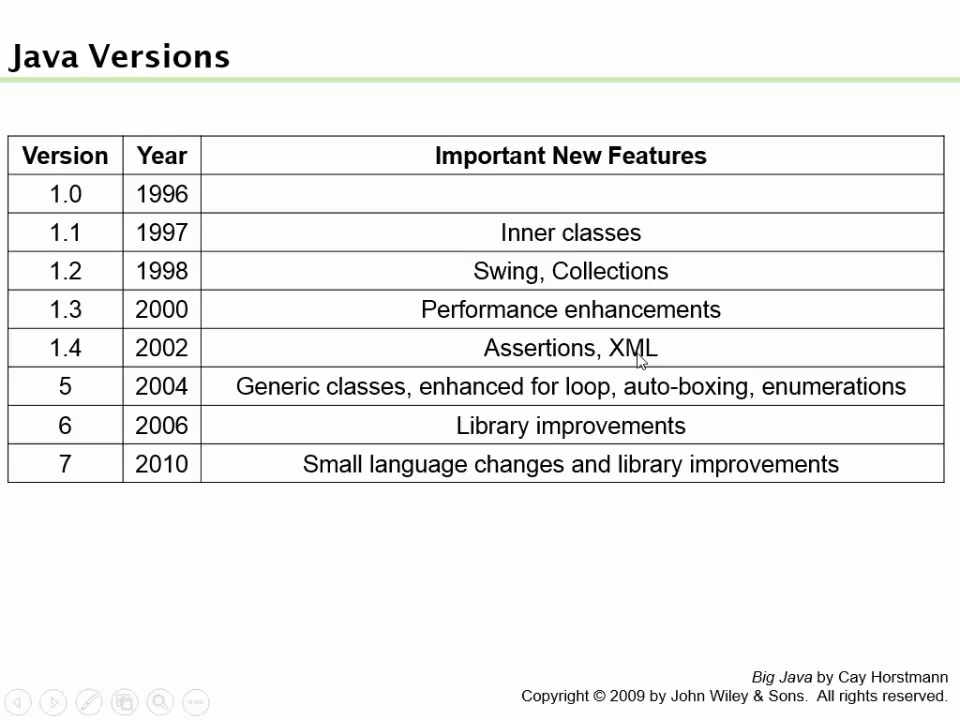 Java Versions
Version Year Important New Features
1.0 1996
1.1 1997 Inner classes
1.2 1998 Swing, Collections
1.3 2000 Performance enhancements
1.4 2002 Assertions, XML
5 2004 Generic classes, enhanced for loop, auto-boxing, enumerations
6 2006 Library improvements
7 2010 Small language changes and library improvements
Big Java by Cay Horstmann
Copyright © 2009 by John Wiley & Sons. All rights reserved.